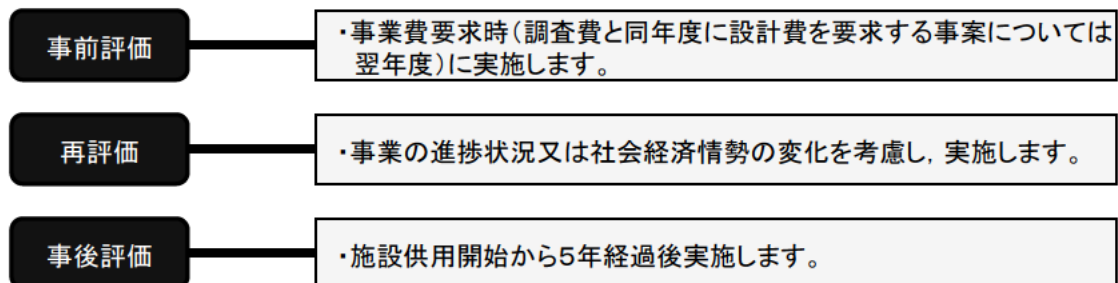 事前評価
・事業費要求時(調査費と同年度に設計費を要求する事案については
翌年度)に実施します。
再評価
・事業の進捗状況又は社会経済情勢の変化を考慮し,実施します。
事後評価
・施設供用開始から5年経過後実施します。